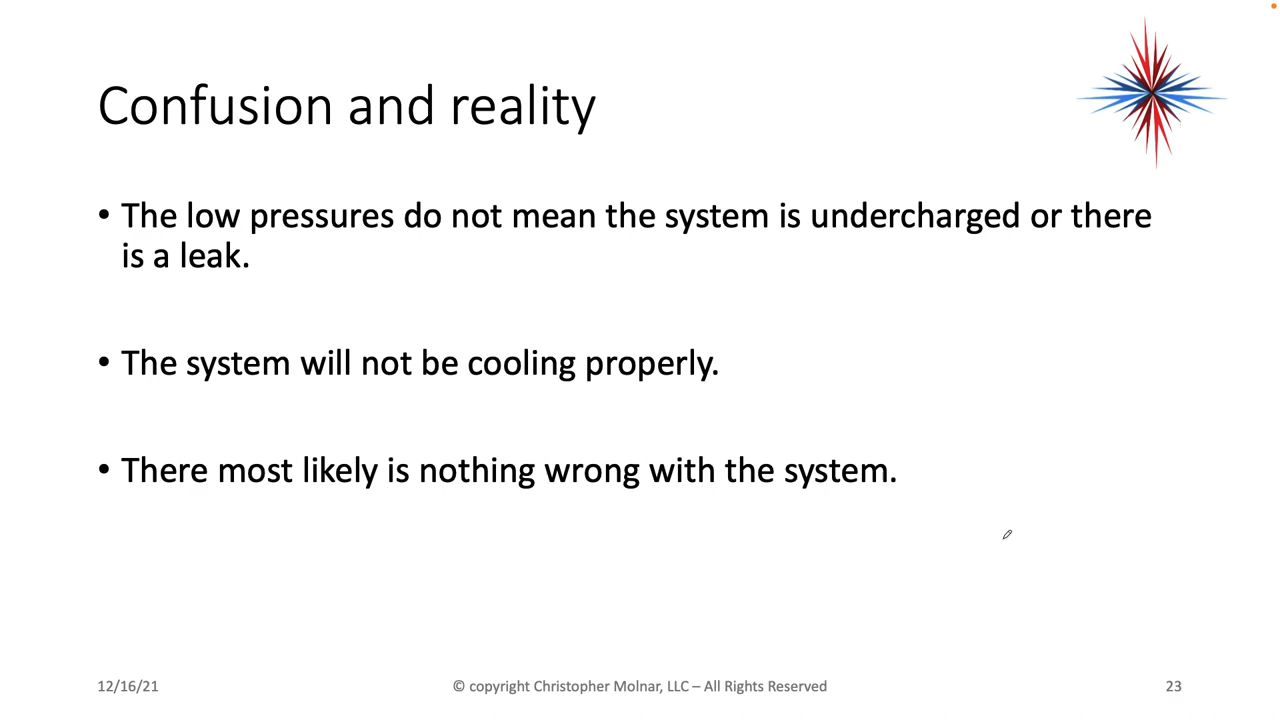 Confusion and reality
• The low pressures do not mean the system is undercharged or there
is a leak.
• The system will not be cooling properly.
• There most likely is nothing wrong with the system.
12/16/21
© copyright Christopher Molnar, LLC – All Rights Reserved
23